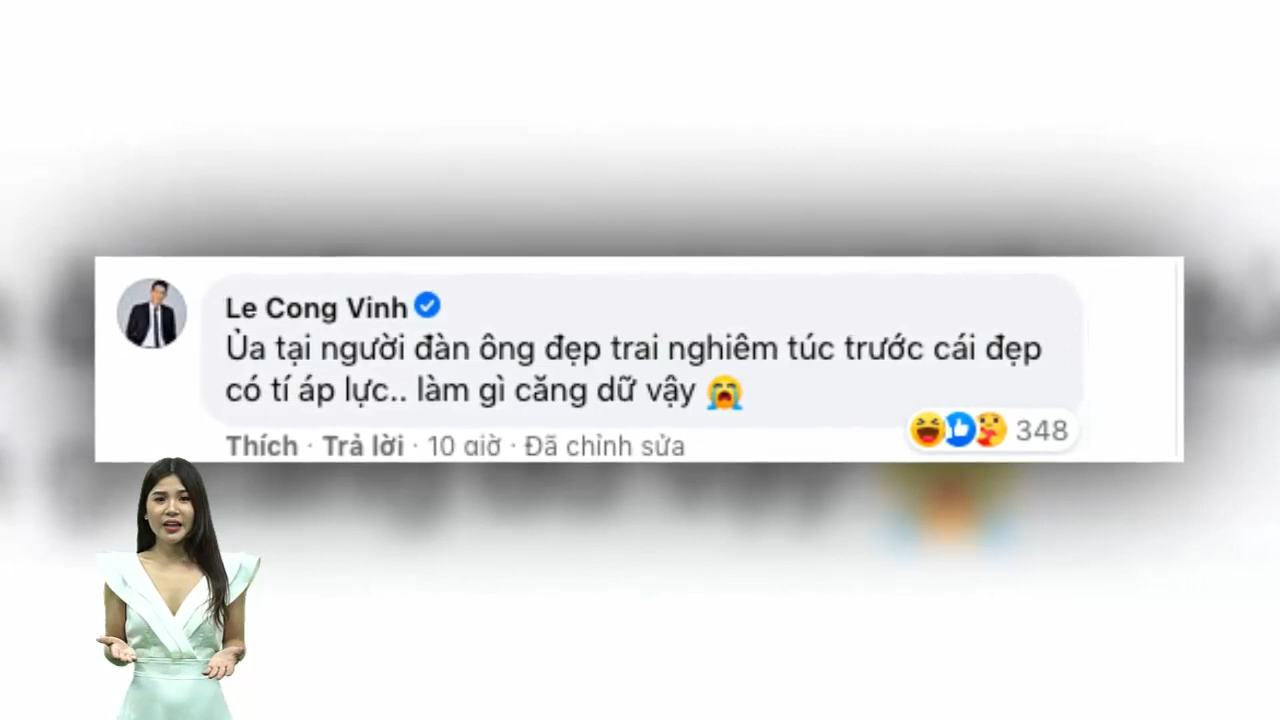 Le Cong Vinh
Ủa tại người đàn ông đẹp trai nghiêm túc trước cái đẹp
có tí áp lực.. làm gì căng dữ vậy 😭
348
Thích · Trả lời · 10 giờ · Đã chỉnh sửa